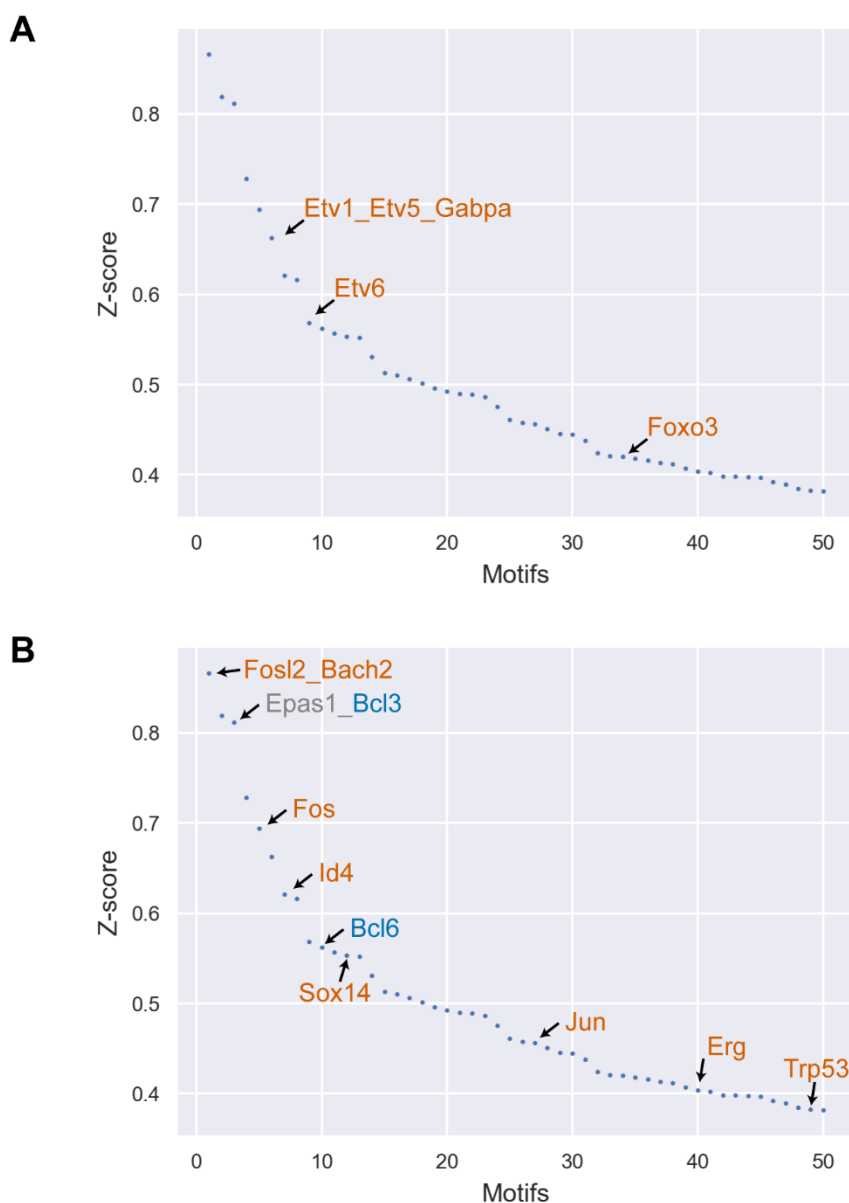 A
0.8
0.7
Etv1_Etv5_Gabpa
Z-score
0.6
Etv6
0.5
Foxo3
0.4
0 10 20 30 40 50
Motifs
B
Fosl2_Bach2
Epas1_Bcl3
0.8
Fos
0.7
Id4
Z-score
0.6
Bcl6
Sox14
0.5
Jun
Erg
Trp53
0.4
0 10 20 30 40 50
Motifs